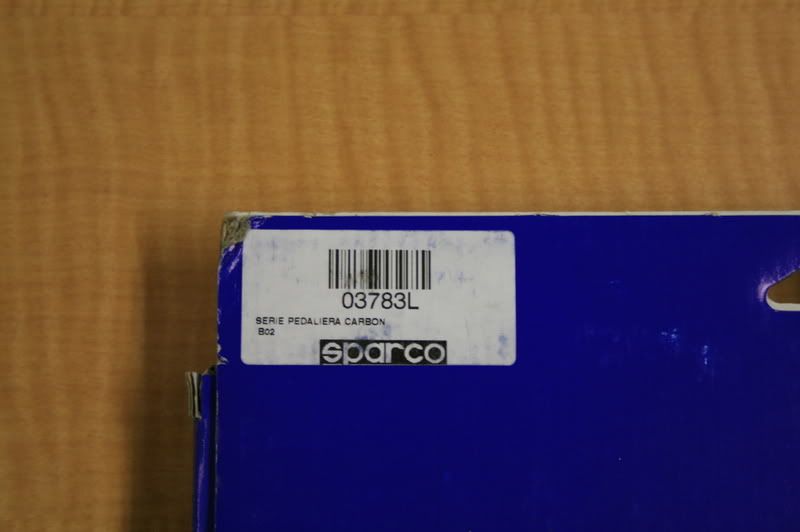 03783L
SERIE PEDALIERA CARBON
B02
sparco